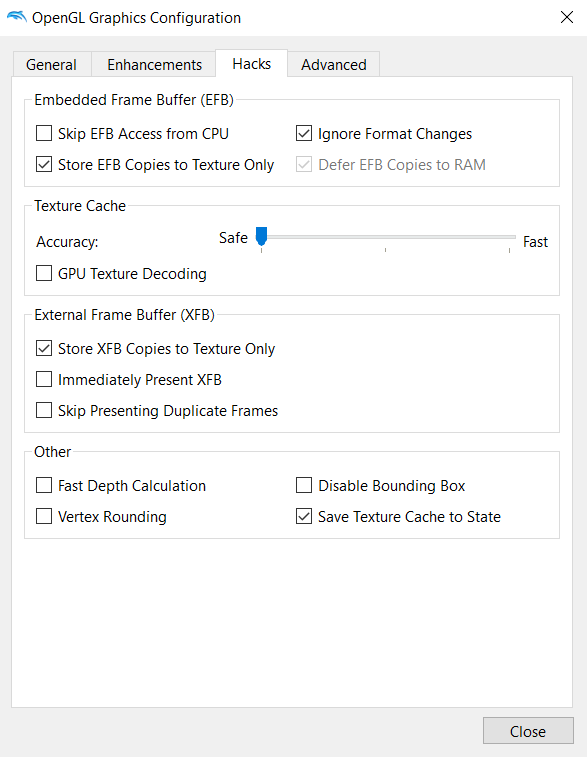 OpenGL Graphics Configuration
General Enhancements Hacks Advanced
Embedded Frame Buffer (EFB)
Skip EFB Access from CPU Ignore Format Changes
Store EFB Copies to Texture Only Defer EFB Copies to RAM
Texture Cache
Accuracy: Safe Fast
GPU Texture Decoding
External Frame Buffer (XFB)
Store XFB Copies to Texture Only
Immediately Present XFB
Skip Presenting Duplicate Frames
Other
Fast Depth Calculation Disable Bounding Box
Vertex Rounding Save Texture Cache to State
Close